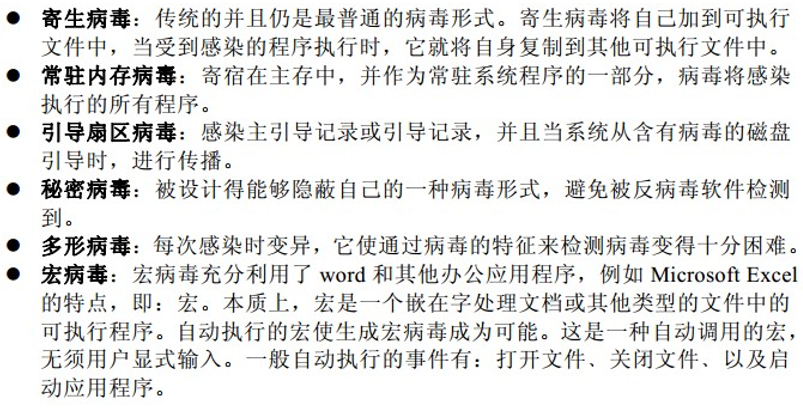 ● 寄生病毒：传统的并且仍是最普通的病毒形式。寄生病毒将自己加到可执行
文件中，当受到感染的程序执行时，它就将自身复制到其他可执行文件中。
● 常驻内存病毒：寄宿在主存中，并作为常驻系统程序的一部分，病毒将感染
执行的所有程序。
● 引导扇区病毒：感染主引导记录或引导记录，并且当系统从含有病毒的磁盘
引导时，进行传播。
● 秘密病毒：被设计得能够隐蔽自己的一种病毒形式，避免被反病毒软件检测
到。
● 多形病毒：每次感染时变异，它使通过病毒的特征来检测病毒变得十分困难。
● 宏病毒：宏病毒充分利用了 word 和其他办公应用程序，例如 Microsoft Excel
的特点，即：宏。本质上，宏是一个嵌在字处理文档或其他类型的文件中的
可执行程序。自动执行的宏使生成宏病毒成为可能。这是一种自动调用的宏，
无须用户显式输入。一般自动执行的事件有：打开文件、关闭文件、以及启
动应用程序。